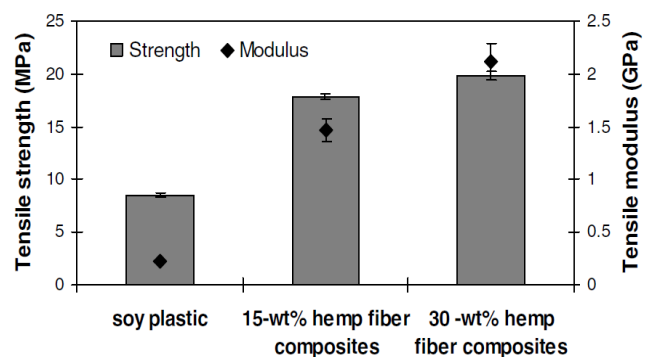 Tensile strength (MPa)
25
20
15
10
5
0
Strength
Modulus
2.5
2
1.5
1
0.5
0
Tensile modulus (GPa)
soy plastic
15-wt% hemp fiber
composites
30 -wt% hemp
fiber composites